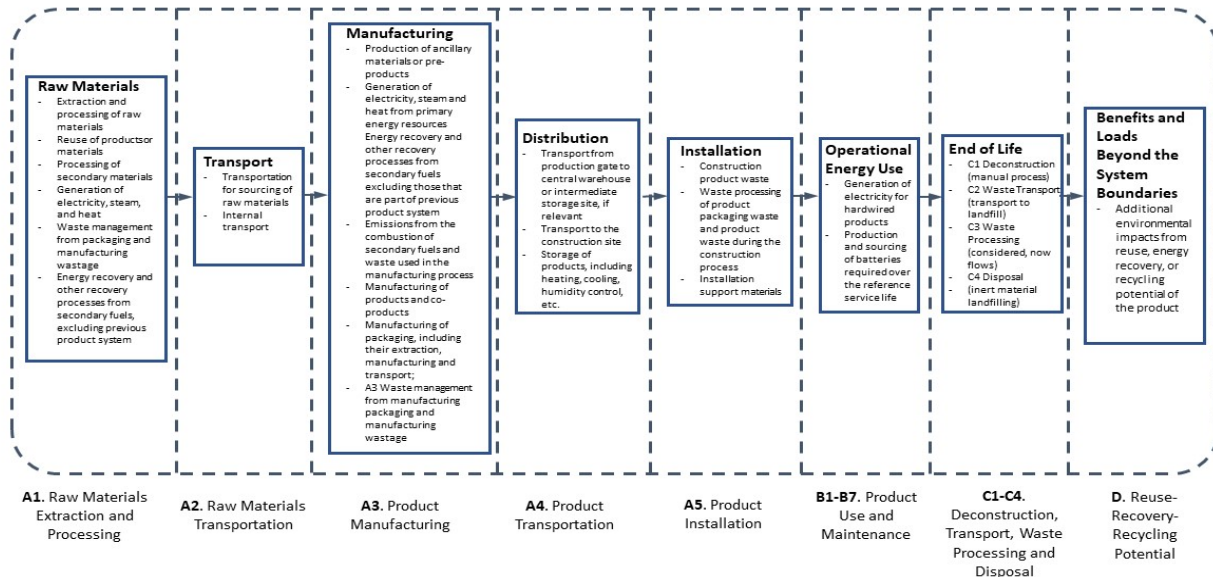 Raw Materials
- Extraction and
processing of raw
materials
- Reuse of productsor
materials
- Processing of
secondary materials
- Generation of
electricity, steam,
and heat
- Waste management
from packaging and
manufacturing
wastage
- Energy recovery and
other recovery
processes from
secondary fuels,
excluding previous
product system
Transport
- Transportation
for sourcing of
raw materials
- Internal
transport
Manufacturing
- Production of ancillary
materials or pre-
products
- Generation of
electricity, steam and
heat from primary
energy resources
Energy recovery and
other recovery
processes from
secondary fuels
excluding those that
are part of previous
product system
- Emissions from the
combustion of
secondary fuels and
waste used in the
manufacturing process
- Manufacturing of
products and co-
products
- Manufacturing of
packaging, including
their extraction,
manufacturing and
transport;
- A3 Waste management
from manufacturing
packaging and
manufacturing
wastage
Distribution
- Transport from
production gate to
central warehouse
or intermediate
storage site, if
relevant
- Transport to the
construction site
- Storage of
products, including
heating, cooling,
humidity control,
etc.
Installation
- Construction
product waste
- Waste processing
of product
packaging waste
and product
waste during the
construction
process
- Installation
support materials
Operational
Energy Use
- Generation of
electricity for
hardwired
products
- Production
and sourcing
of batteries
required over
the reference
service life
End of Life
- C1 Deconstruction
(manual process)
- C2 Waste Transport
(transport to
landfill)
- C3 Waste
Processing
(considered, now
flows)
- C4 Disposal
- (inert material
landfilling)
Benefits and
Loads
Beyond the
System
Boundaries
- Additional
environmental
impacts from
reuse, energy
recovery, or
recycling
potential of
the product
A1. Raw Materials
Extraction and
Processing
A2. Raw Materials
Transportation
A3. Product
Manufacturing
A4. Product
Transportation
A5. Product
Installation
B1-B7. Product
Use and
Maintenance
C1-C4.
Deconstruction,
Transport, Waste
Processing and
Disposal
D. Reuse-
Recovery-
Recycling
Potential